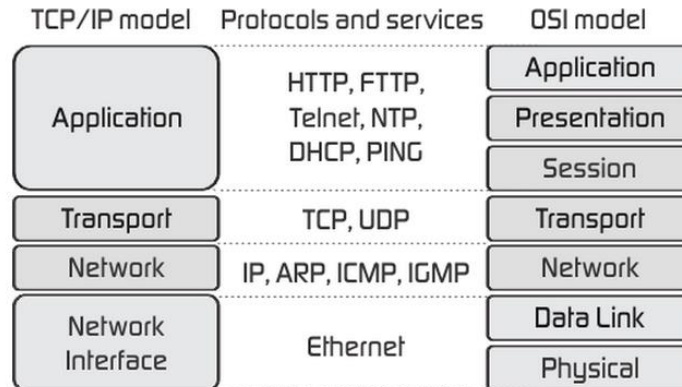 TCP/IP model
Protocols and services
OSI model
Application
HTTP, FTTP,
Telnet, NTP,
DHCP, PING
Application
Presentation
Session
Transport
TCP, UDP
Transport
Network
IP, ARP, ICMP, IGMP
Network
Network
Interface
Ethernet
Data Link
Physical